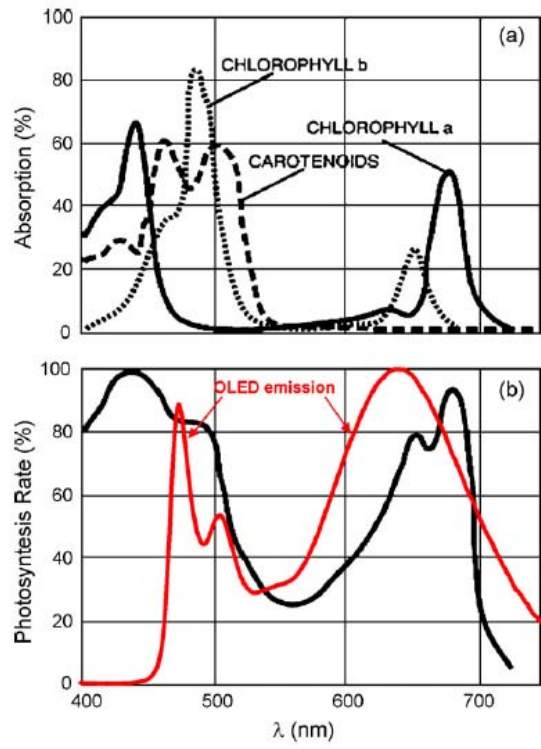 100
(a)
CHLOROPHYLL b
80
CHLOROPHYLL a
60
CAROTENOIDS
40
20
0
Absorption (%)
100
(b)
OLED emission
80
60
40
20
0
Photosyntesis Rate (%)
400 500 600 700
λ (nm)